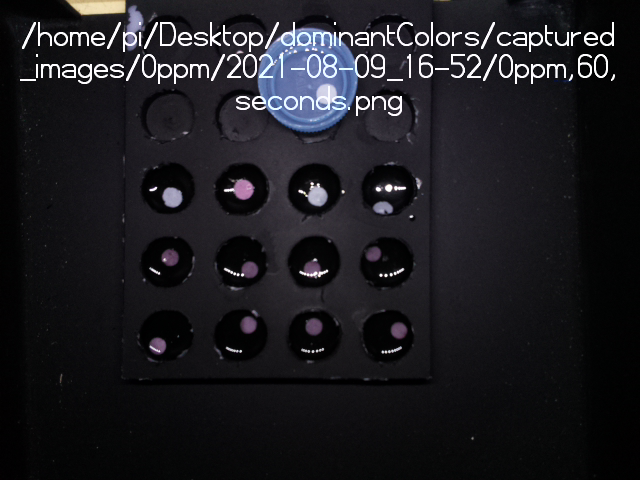 /home/pi/Desktop/dominantColors/captured
_images/0ppm/2021-08-09_16-52/0ppm,60,
seconds.png